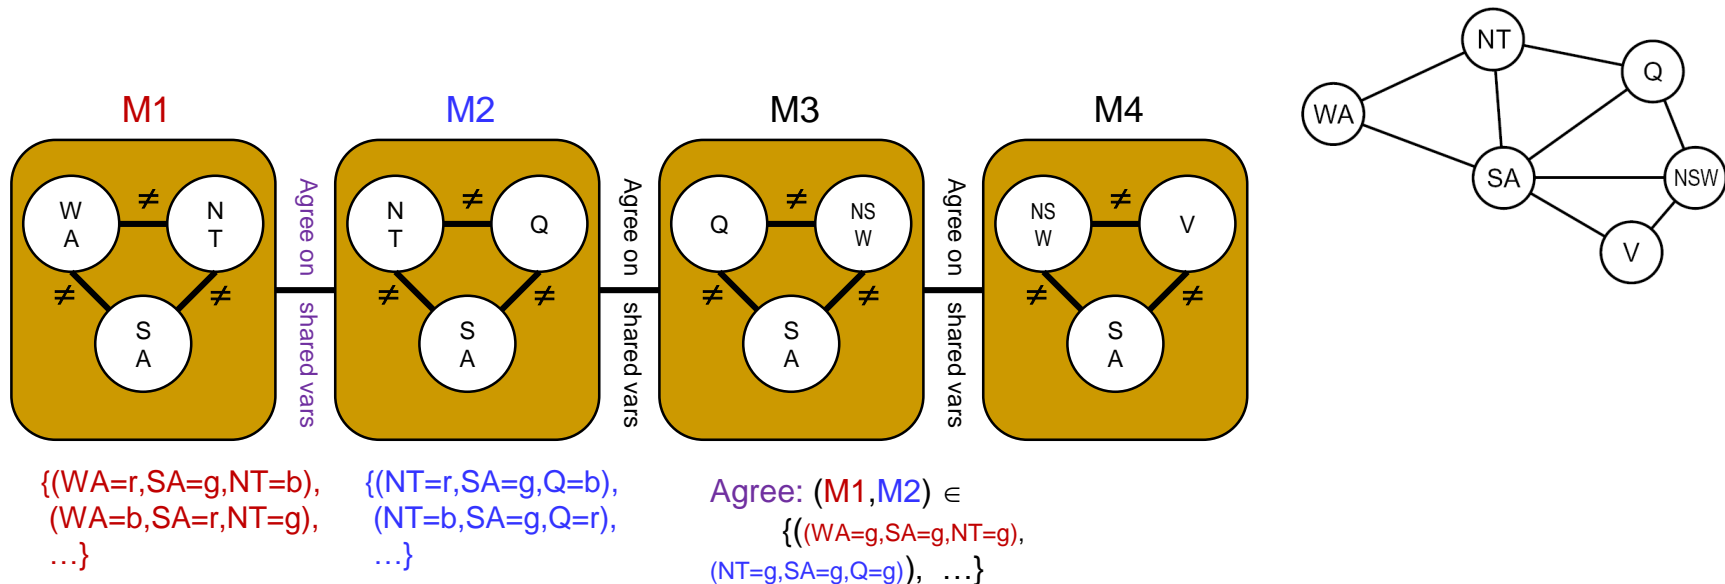 M1
M2
M3
M4
W
A
≠
N
T
≠
≠
S
A
Agree on
shared vars
N
T
≠
Q
≠
≠
S
A
Agree on
shared vars
Q
≠
NS
W
≠
≠
S
A
Agree on
shared vars
NS
W
≠
V
≠
≠
S
A
NT
Q
WA
SA
NSW
V
{(WA=r,SA=g,NT=b),
(WA=b,SA=r,NT=g),
…}
{(NT=r,SA=g,Q=b),
(NT=b,SA=g,Q=r),
…}
Agree: (M1,M2) ∈
{((WA=g,SA=g,NT=g),
(NT=g,SA=g,Q=g)), …}